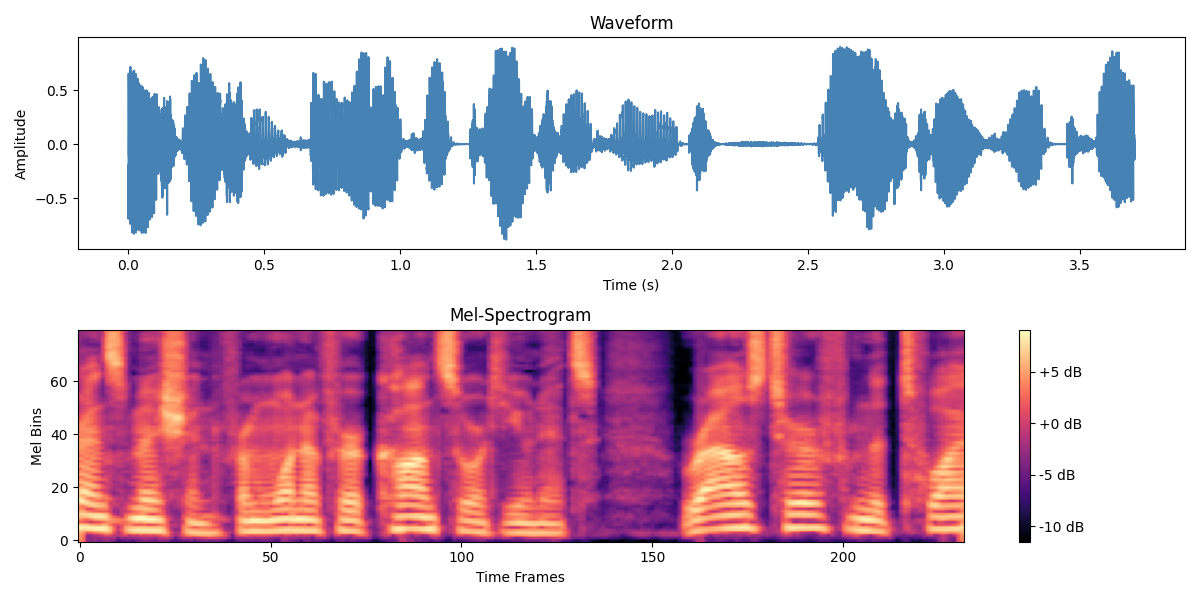 Waveform
Amplitude
0.5
0.0
−0.5
0.0
0.5
1.0
1.5
2.0
2.5
3.0
3.5
Time (s)
Mel-Spectrogram
Mel Bins
60
40
20
0
0
50
100
150
200
Time Frames
+5 dB
+0 dB
-5 dB
-10 dB